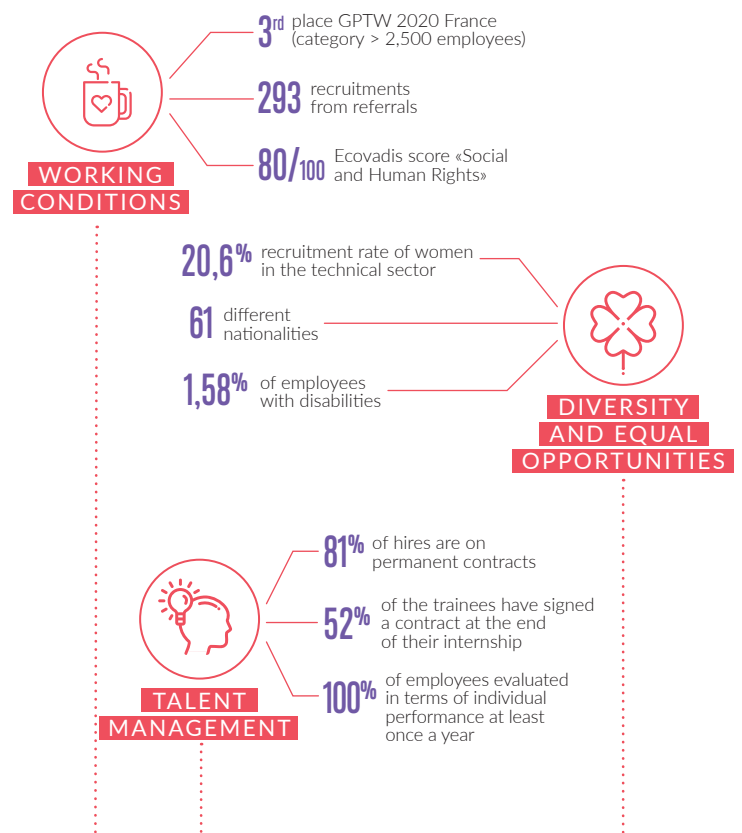 3rd place GPTW 2020 France
(category > 2,500 employees)
293 recruitments
from referrals
80/100 Ecovadis score «Social
and Human Rights»
WORKING
CONDITIONS
20,6% recruitment rate of women
in the technical sector
61 different
nationalities
1,58% of employees
with disabilities
DIVERSITY
AND EQUAL
OPPORTUNITIES
81% of hires are on
permanent contracts
52% of the trainees have signed
a contract at the end
of their internship
100% of employees evaluated
in terms of individual
performance at least
once a year
TALENT
MANAGEMENT